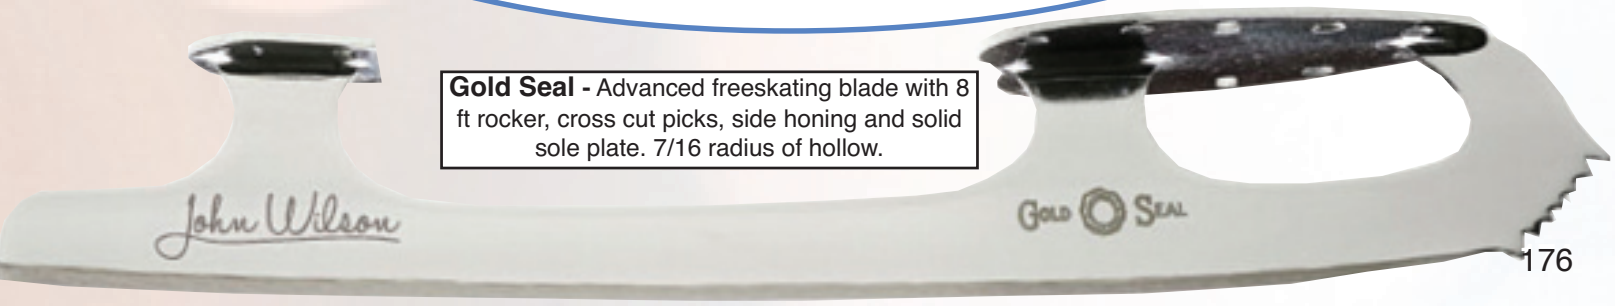 Gold Seal - Advanced freeskating blade with 8
ft rocker, cross cut picks, side honing and solid
sole plate. 7/16 radius of hollow.
John Wilson
GOLD SEAL
176